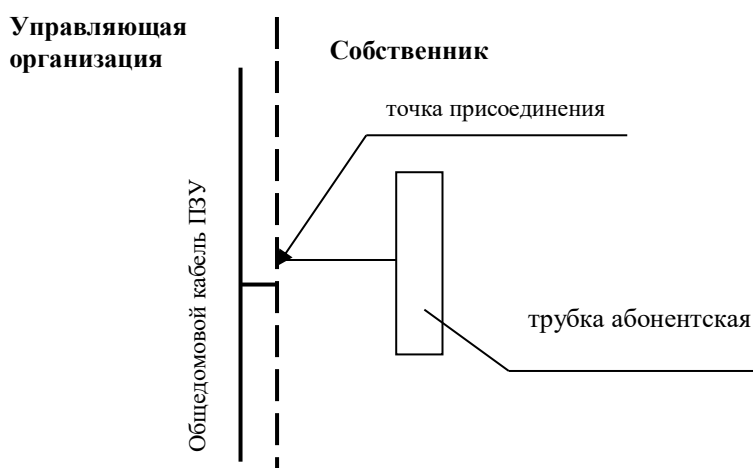 Управляющая
организация
Собственник
точка присоединения
Общедомовой кабель ПЗУ
трубка абонентская